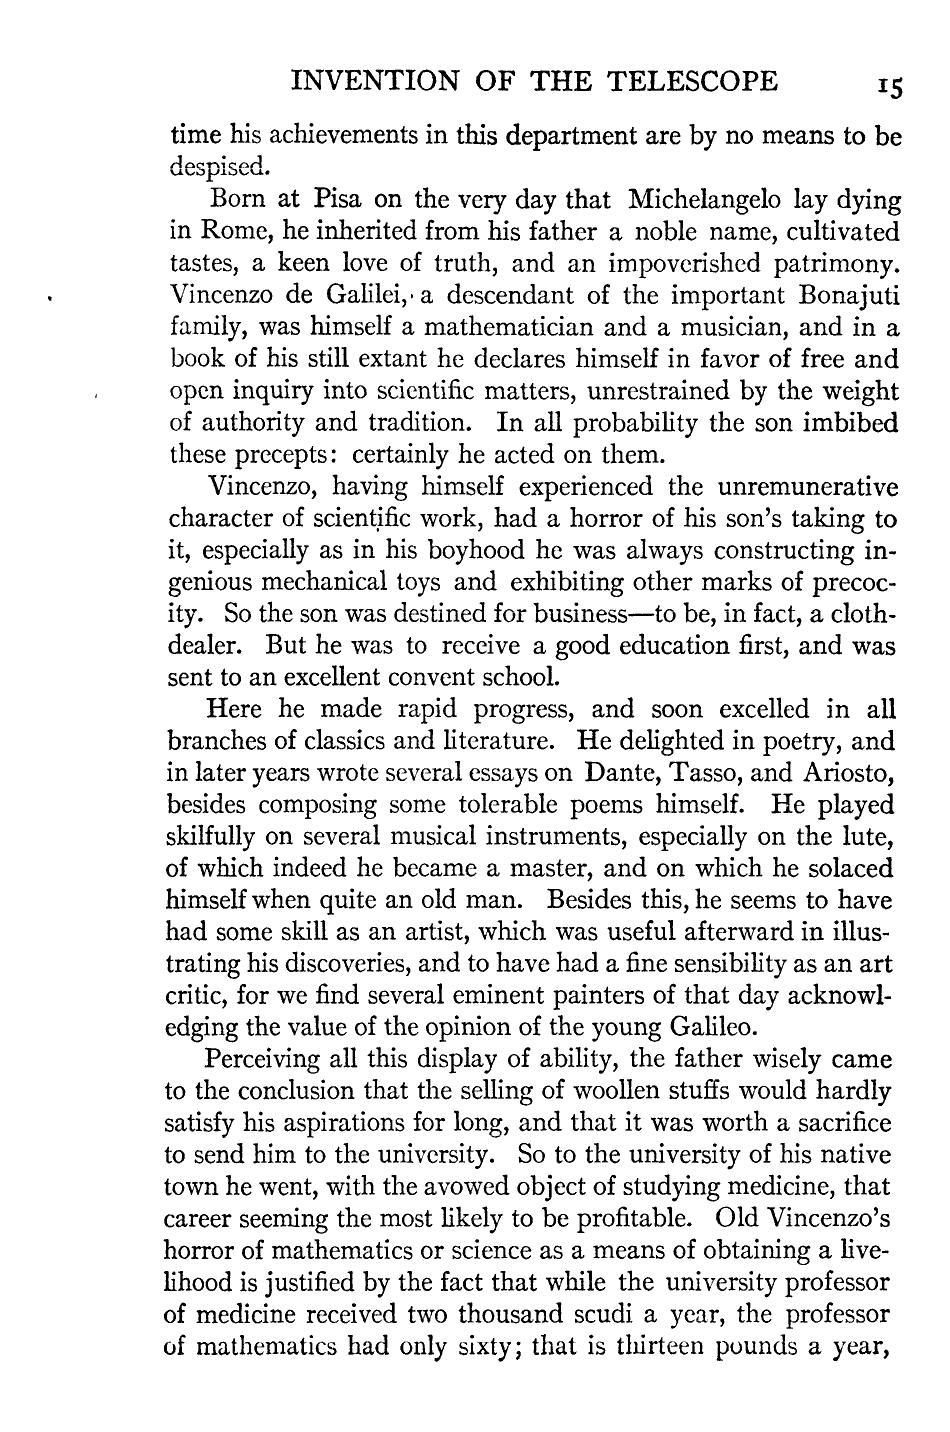 INVENTION OF THE TELESCOPE 15
time his achievements in this department are by no means to be
despised.
Born at Pisa on the very day that Michelangelo lay dying
in Rome, he inherited from his father a noble name, cultivated
tastes, a keen love of truth, and an impoverished patrimony.
Vincenzo de Galilei, a descendant of the important Bonajuti
family, was himself a mathematician and a musician, and in a
book of his still extant he declares himself in favor of free and
open inquiry into scientific matters, unrestrained by the weight
of authority and tradition. In all probability the son imbibed
these precepts: certainly he acted on them.
Vincenzo, having himself experienced the unremunerative
character of scientific work, had a horror of his son's taking to
it, especially as in his boyhood he was always constructing in-
genious mechanical toys and exhibiting other marks of precoc-
ity. So the son was destined for business—to be, in fact, a cloth-
dealer. But he was to receive a good education first, and was
sent to an excellent convent school.
Here he made rapid progress, and soon excelled in all
branches of classics and literature. He delighted in poetry, and
in later years wrote several essays on Dante, Tasso, and Ariosto,
besides composing some tolerable poems himself. He played
skilfully on several musical instruments, especially on the lute,
of which indeed he became a master, and on which he solaced
himself when quite an old man. Besides this, he seems to have
had some skill as an artist, which was useful afterward in illus-
trating his discoveries, and to have had a fine sensibility as an art
critic, for we find several eminent painters of that day acknowl-
edging the value of the opinion of the young Galileo.
Perceiving all this display of ability, the father wisely came
to the conclusion that the selling of woollen stuffs would hardly
satisfy his aspirations for long, and that it was worth a sacrifice
to send him to the university. So to the university of his native
town he went, with the avowed object of studying medicine, that
career seeming the most likely to be profitable. Old Vincenzo's
horror of mathematics or science as a means of obtaining a live-
lihood is justified by the fact that while the university professor
of medicine received two thousand scudi a year, the professor
of mathematics had only sixty; that is thirteen pounds a year,